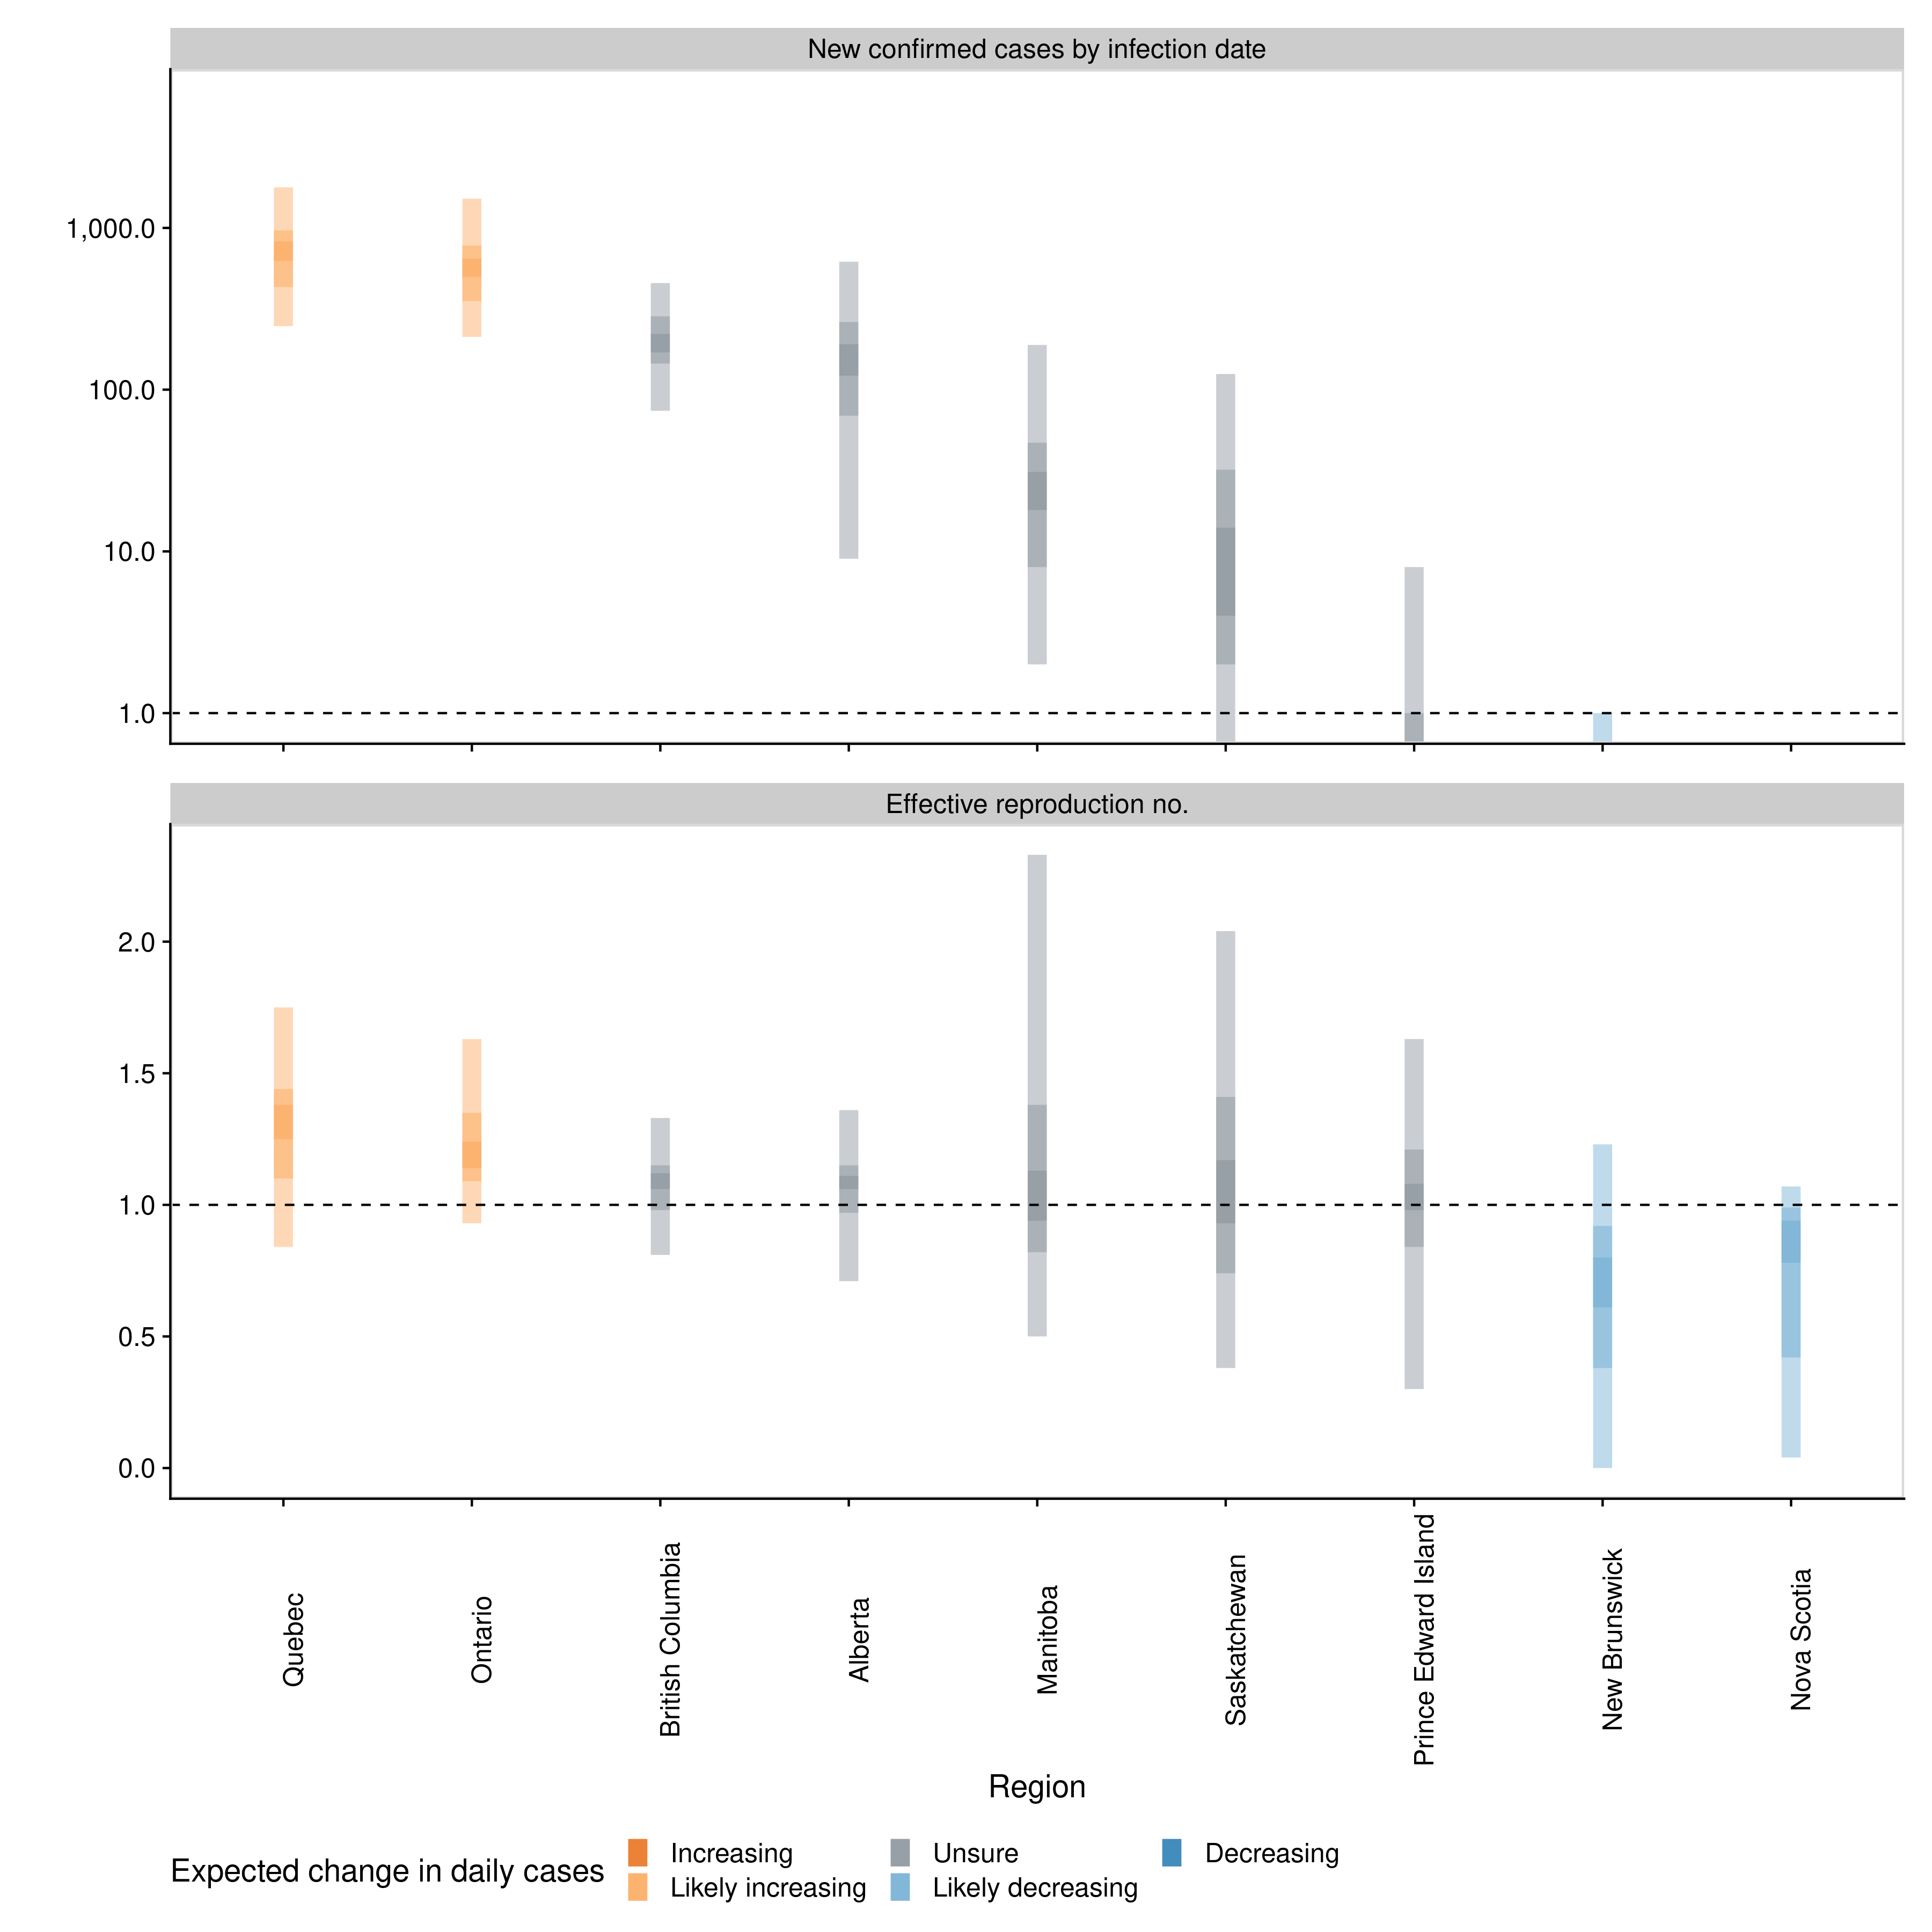 New confirmed cases by infection date
1,000.0
100.0
10.0
1.0
Effective reproduction no.
2.0
1.5
1.0
0.5
0.0
Quebec
Ontario
British Columbia
Alberta
Manitoba
Saskatchewan
Prince Edward Island
New Brunswick
Nova Scotia
Region
Expected change in daily cases
Increasing
Likely increasing
Unsure
Likely decreasing
Decreasing